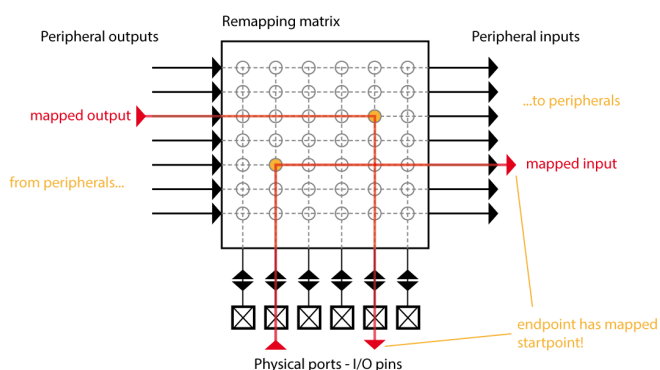 Remapping matrix
Peripheral outputs
Peripheral inputs
...to peripherals
mapped output
mapped input
from peripherals...
endpoint has mapped
startpoint!
Physical ports - I/O pins